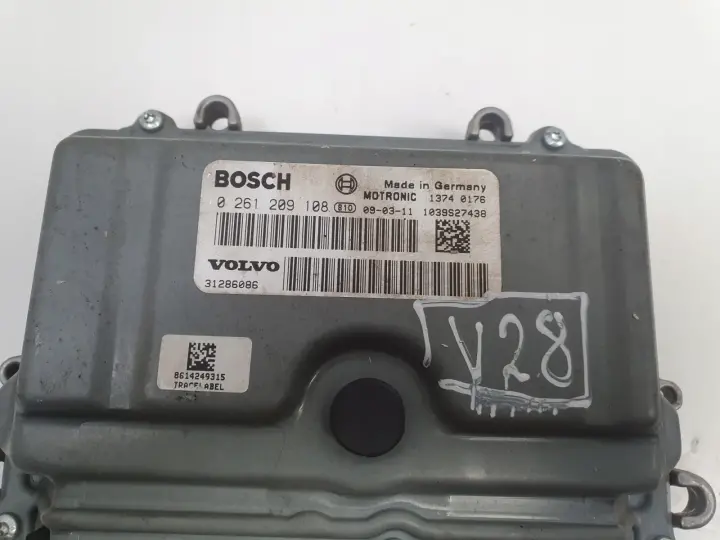 BOSCH Made in Germany
MOTRONIC 1374 0176
0 261 209 108 B10 09-03-11 1039S27438
VOLVO
31286086
V28
8614249315
TRACELABEL